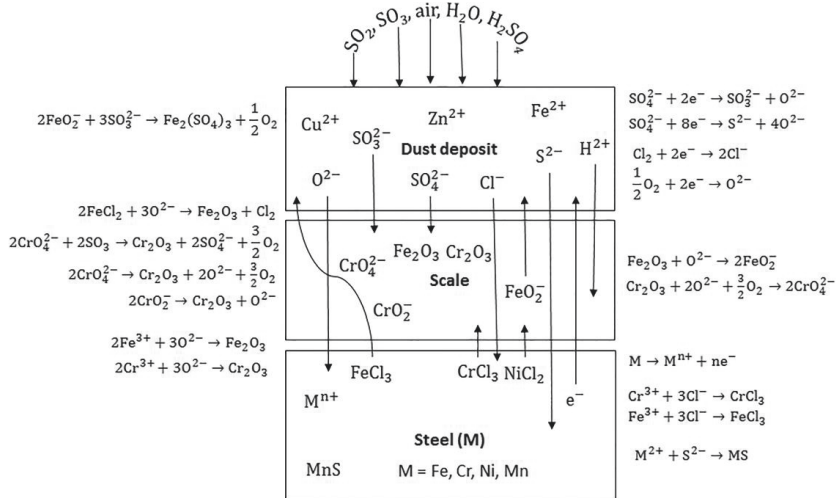 SO₂, SO₃, air, H₂O, H₂SO₄
2FeO₂⁻ + 3SO₃²⁻ → Fe₂(SO₄)₃ + 1/2 O₂
Cu²⁺ Zn²⁺ Fe²⁺
SO₃²⁻
Dust deposit
S²⁻ H²⁺
O²⁻ SO₄²⁻ Cl⁻
SO₄²⁻ + 2e⁻ → SO₃²⁻ + O²⁻
SO₄²⁻ + 8e⁻ → S²⁻ + 4O²⁻
Cl₂ + 2e⁻ → 2Cl⁻
1/2 O₂ + 2e⁻ → O²⁻
2FeCl₂ + 3O²⁻ → Fe₂O₃ + Cl₂
2CrO₄²⁻ + 2SO₃ → Cr₂O₃ + 2SO₄²⁻ + 3/2 O₂
2CrO₄²⁻ → Cr₂O₃ + 2O²⁻ + 3/2 O₂
2CrO₂⁻ → Cr₂O₃ + O²⁻
Fe₂O₃ Cr₂O₃
CrO₄²⁻
Scale
FeO₂⁻
CrO₂⁻
Fe₂O₃ + O²⁻ → 2FeO₂⁻
Cr₂O₃ + 2O²⁻ + 3/2 O₂ → 2CrO₄²⁻
2Fe³⁺ + 3O²⁻ → Fe₂O₃
2Cr³⁺ + 3O²⁻ → Cr₂O₃
FeCl₃ CrCl₃ NiCl₂
Mⁿ⁺ e⁻
Steel (M)
MnS M = Fe, Cr, Ni, Mn
M → Mⁿ⁺ + ne⁻
Cr³⁺ + 3Cl⁻ → CrCl₃
Fe³⁺ + 3Cl⁻ → FeCl₃
M²⁺ + S²⁻ → MS